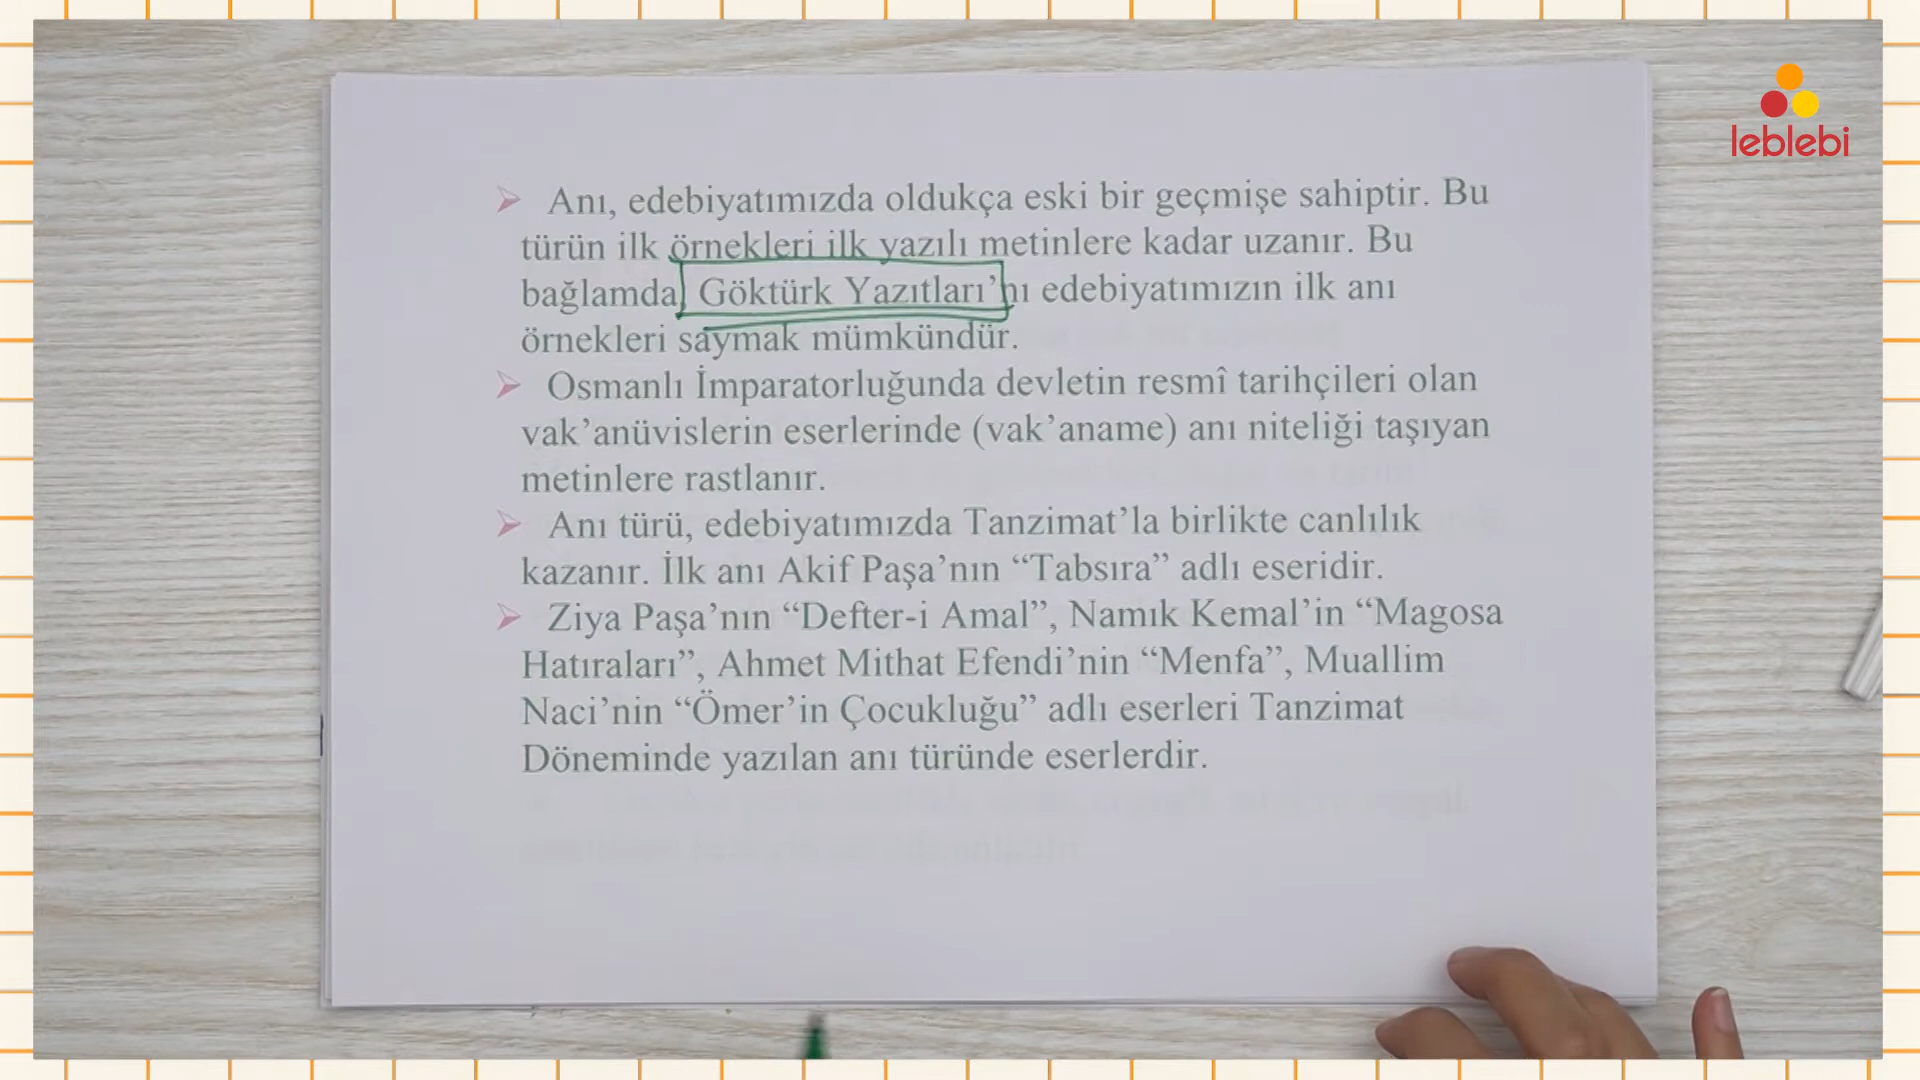 leblebi
Anı, edebiyatımızda oldukça eski bir geçmişe sahiptir. Bu
türün ilk örnekleri ilk yazılı metinlere kadar uzanır. Bu
bağlamda Göktürk Yazıtları’nı edebiyatımızın ilk anı
örnekleri saymak mümkündür.
Osmanlı İmparatorluğunda devletin resmî tarihçileri olan
vak’anüvislerin eserlerinde (vak’aname) anı niteliği taşıyan
metinlere rastlanır.
Anı türü, edebiyatımızda Tanzimat’la birlikte canlılık
kazanır. İlk anı Akif Paşa’nın “Tabsıra” adlı eseridir.
Ziya Paşa’nın “Defter-i Amal”, Namık Kemal’in “Magosa
Hatıraları”, Ahmet Mithat Efendi’nin “Menfa”, Muallim
Naci’nin “Ömer’in Çocukluğu” adlı eserleri Tanzimat
Döneminde yazılan anı türünde eserlerdir.